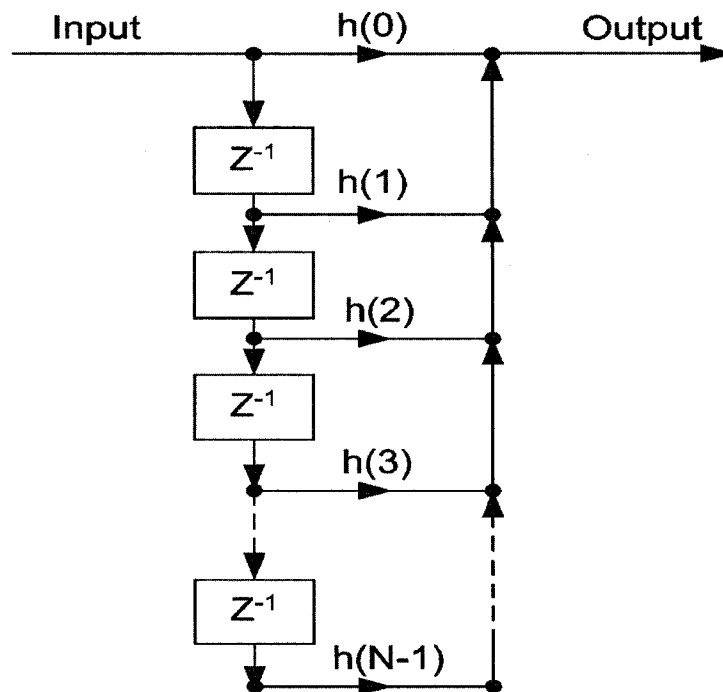 Input h(0) Output
Z⁻¹
h(1)
Z⁻¹
h(2)
Z⁻¹
h(3)
Z⁻¹
h(N-1)